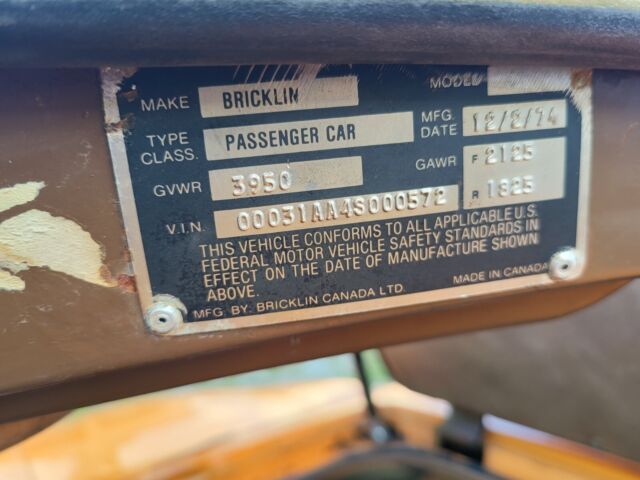 MAKE BRICKLIN MODEL
TYPE CLASS. PASSENGER CAR MFG. DATE 12/2/74
GVWR 3950 GAWR F 2125
V.I.N. 00031AA4S000572 R 1825
THIS VEHICLE CONFORMS TO ALL APPLICABLE U.S.
FEDERAL MOTOR VEHICLE SAFETY STANDARDS IN
EFFECT ON THE DATE OF MANUFACTURE SHOWN
ABOVE.
MFG. BY: BRICKLIN CANADA LTD. MADE IN CANADA